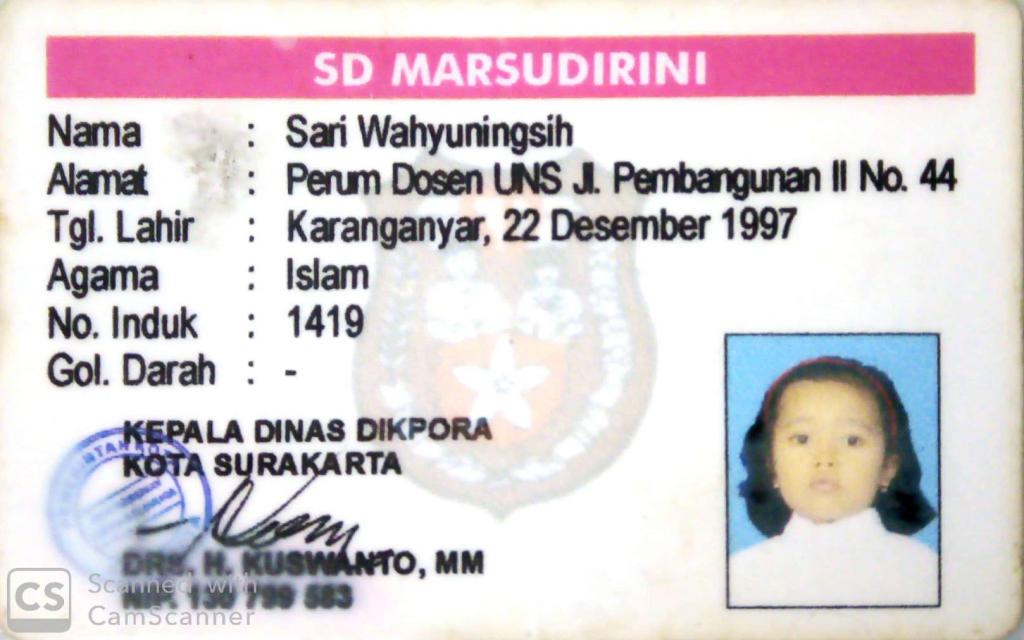 SD MARSUDIRINI
Nama : Sari Wahyuningsih
Alamat : Perum Dosen UNS Jl. Pembangunan II No. 44
Tgl. Lahir : Karanganyar, 22 Desember 1997
Agama : Islam
No. Induk : 1419
Gol. Darah : -
KEPALA DINAS DIKPORA
KOTA SURAKARTA
DRS. H. KUSWANTO, MM
NIP. 130 799 583
CS Scanned with
CamScanner